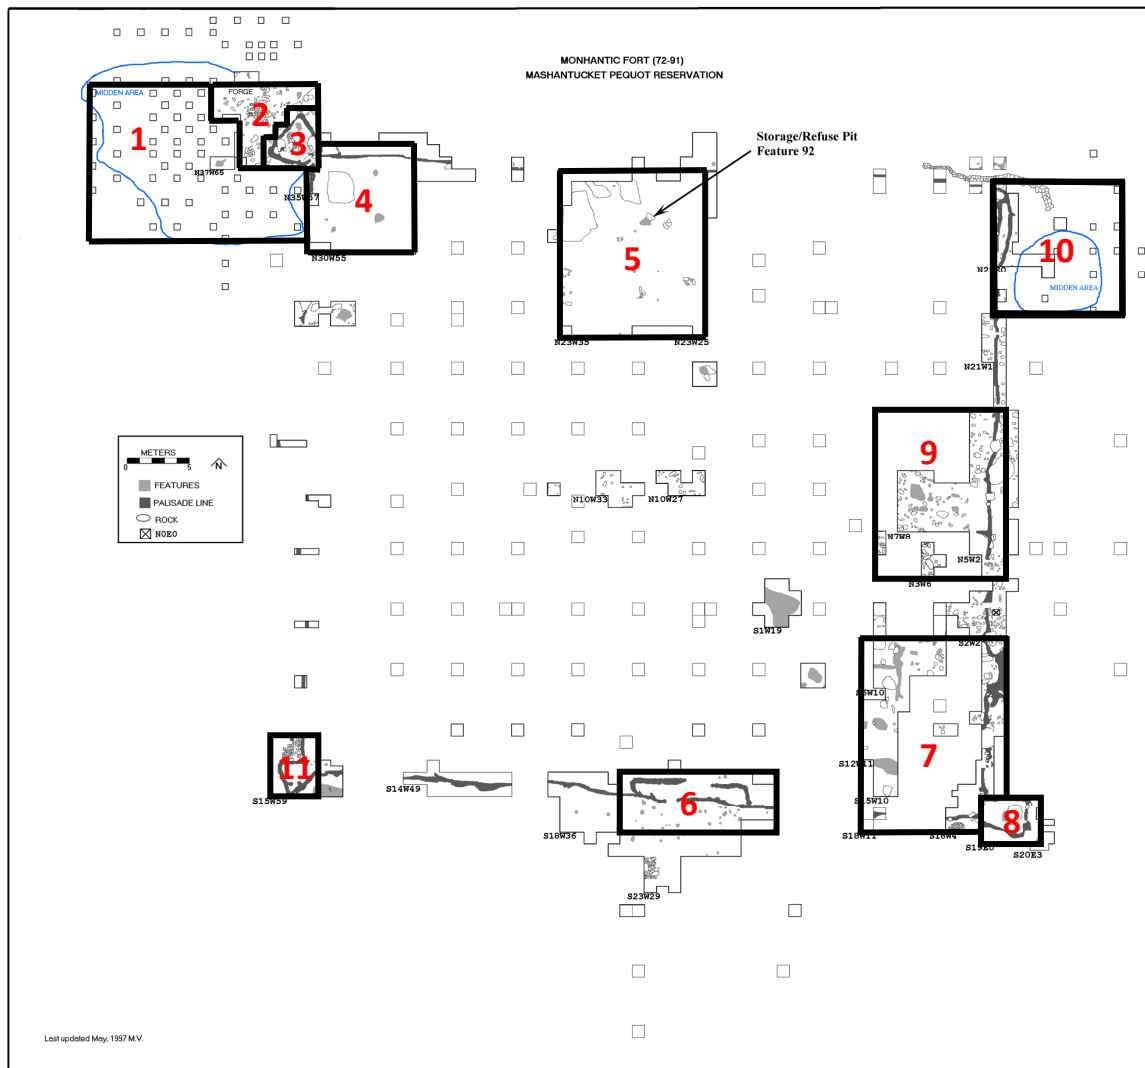 MONHANTIC FORT (72-91)
MASHANTUCKET PEQUOT RESERVATION
MIDDEN AREA
FORGE
1
2
3
N37W65
N35W57
4
N30W55
Storage/Refuse Pit
Feature 92
5
N23W35
N23W25
10
MIDDEN AREA
N21W1
METERS
0
5
N
FEATURES
PALISADE LINE
ROCK
N0E0
9
N10W33
N10W27
N7W8
N5W2
N3W6
S1W19
S2W2
S6W10
7
S12W11
11
S15W59
S14W49
6
S15W10
8
S18W36
S18W11
S18W4
S19E0
S20E3
S23W29
Last updated May, 1997 M.V.